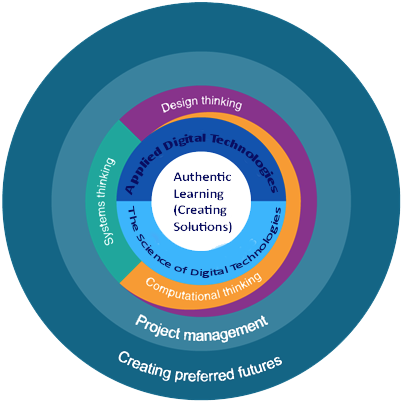 Design thinking
Applied Digital Technologies
Systems thinking
Authentic
Learning
(Creating
Solutions)
The Science of Digital Technologies
Computational thinking
Project management
Creating preferred futures